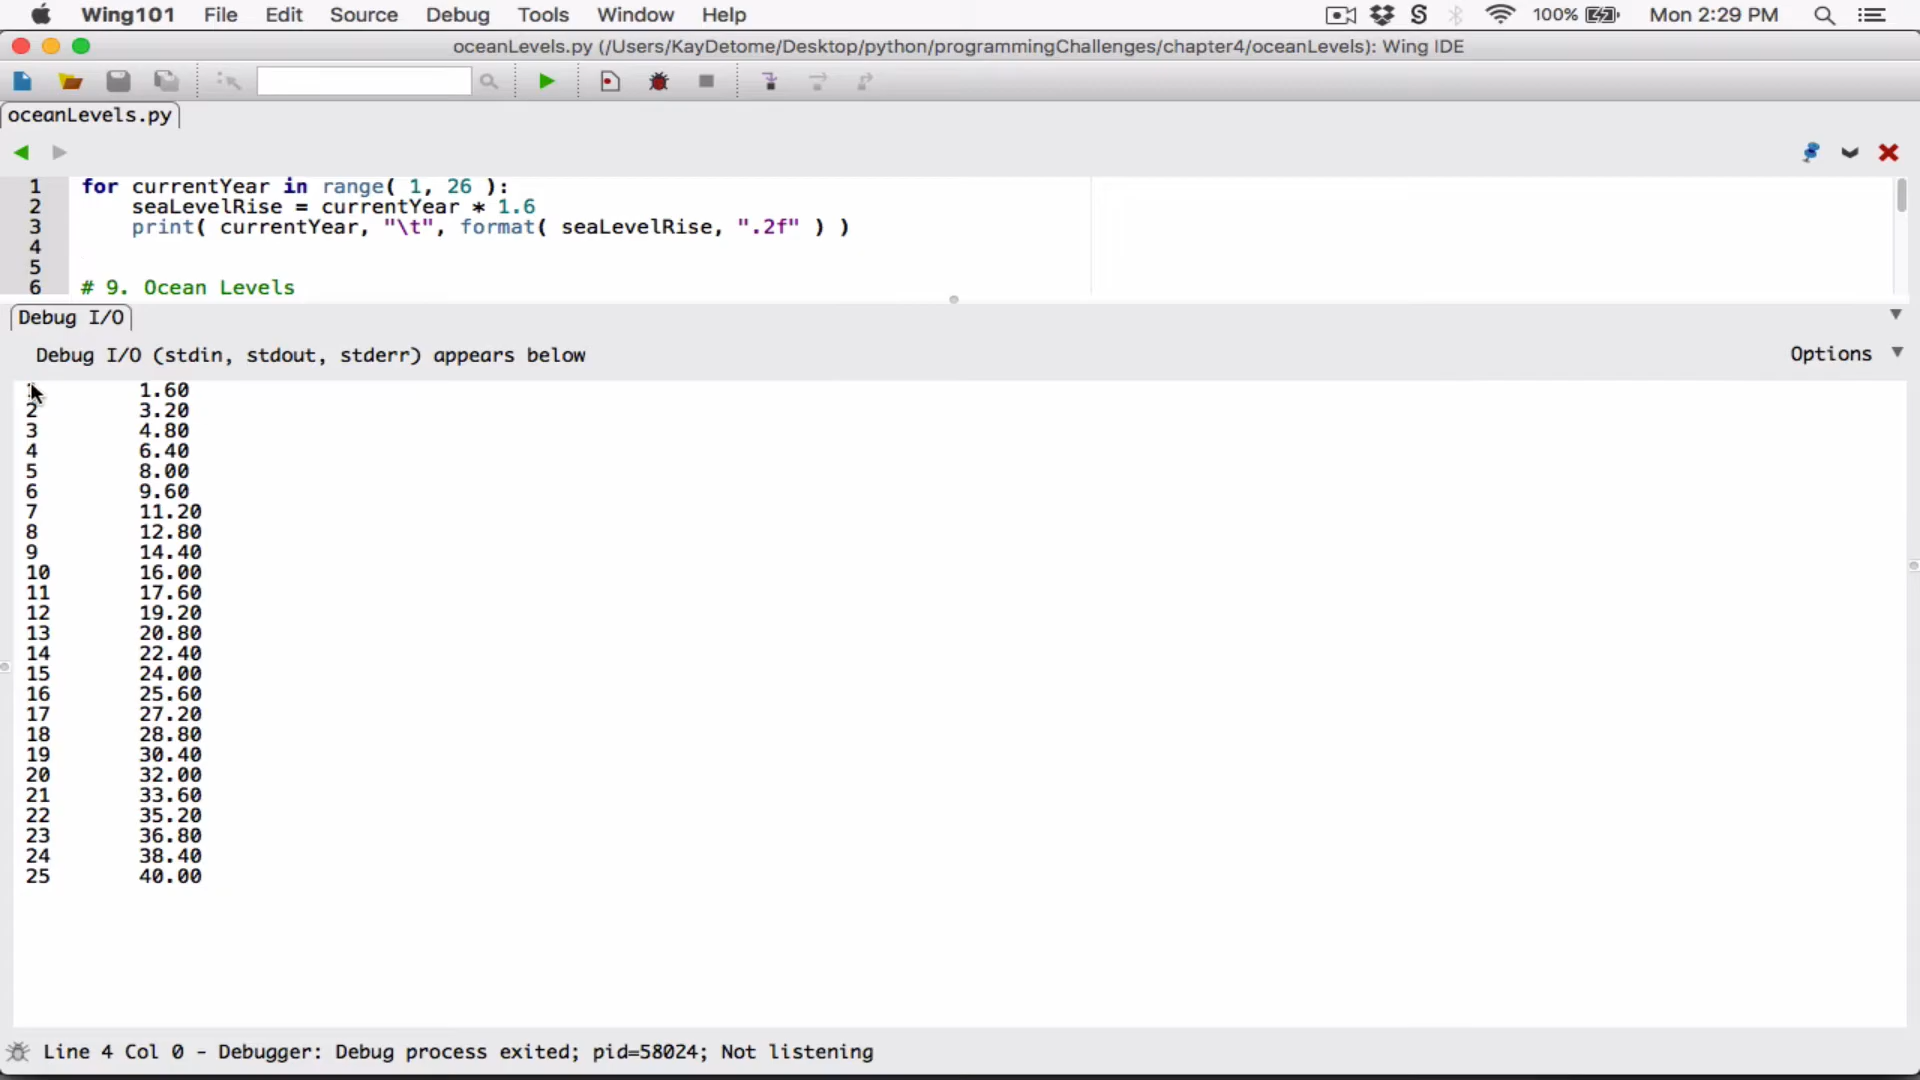 Wing101 File Edit Source Debug Tools Window Help 100% Mon 2:29 PM
oceanLevels.py (/Users/KayDetome/Desktop/python/programmingChallenges/chapter4/oceanLevels): Wing IDE
oceanLevels.py
1 for currentYear in range( 1, 26 ):
2 seaLevelRise = currentYear * 1.6
3 print( currentYear, "\t", format( seaLevelRise, ".2f" ) )
4
5
6 # 9. Ocean Levels
Debug I/O
Debug I/O (stdin, stdout, stderr) appears below Options
1.60
2 3.20
3 4.80
4 6.40
5 8.00
6 9.60
7 11.20
8 12.80
9 14.40
10 16.00
11 17.60
12 19.20
13 20.80
14 22.40
15 24.00
16 25.60
17 27.20
18 28.80
19 30.40
20 32.00
21 33.60
22 35.20
23 36.80
24 38.40
25 40.00
Line 4 Col 0 - Debugger: Debug process exited; pid=58024; Not listening